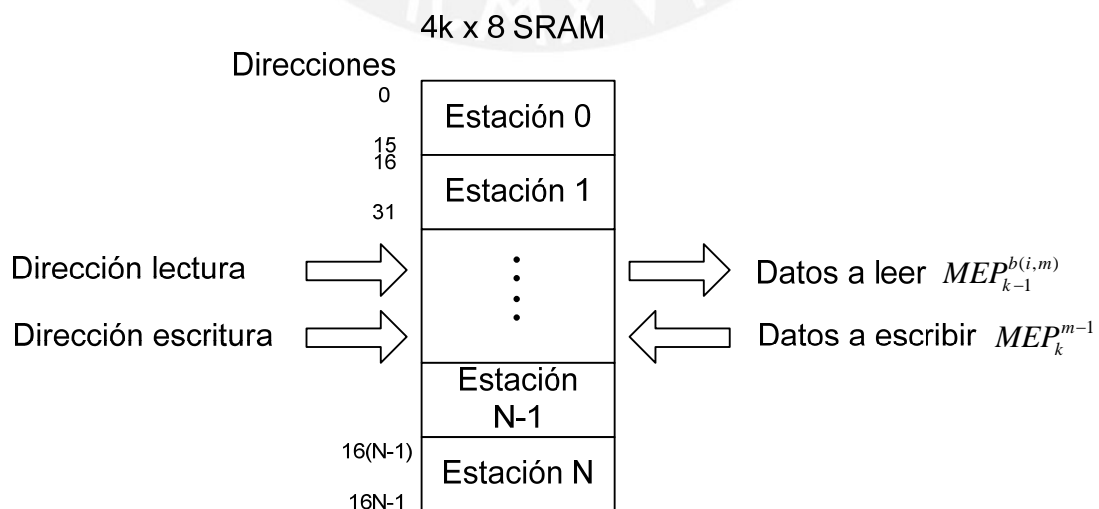 4k x 8 SRAM
Direcciones
0
Estación 0
15
16
Estación 1
31
Dirección lectura
Datos a leer $MEP_{k-1}^{b(i,m)}$
Dirección escritura
Datos a escribir $MEP_{k}^{m-1}$
Estación
N-1
16(N-1)
Estación N
16N-1